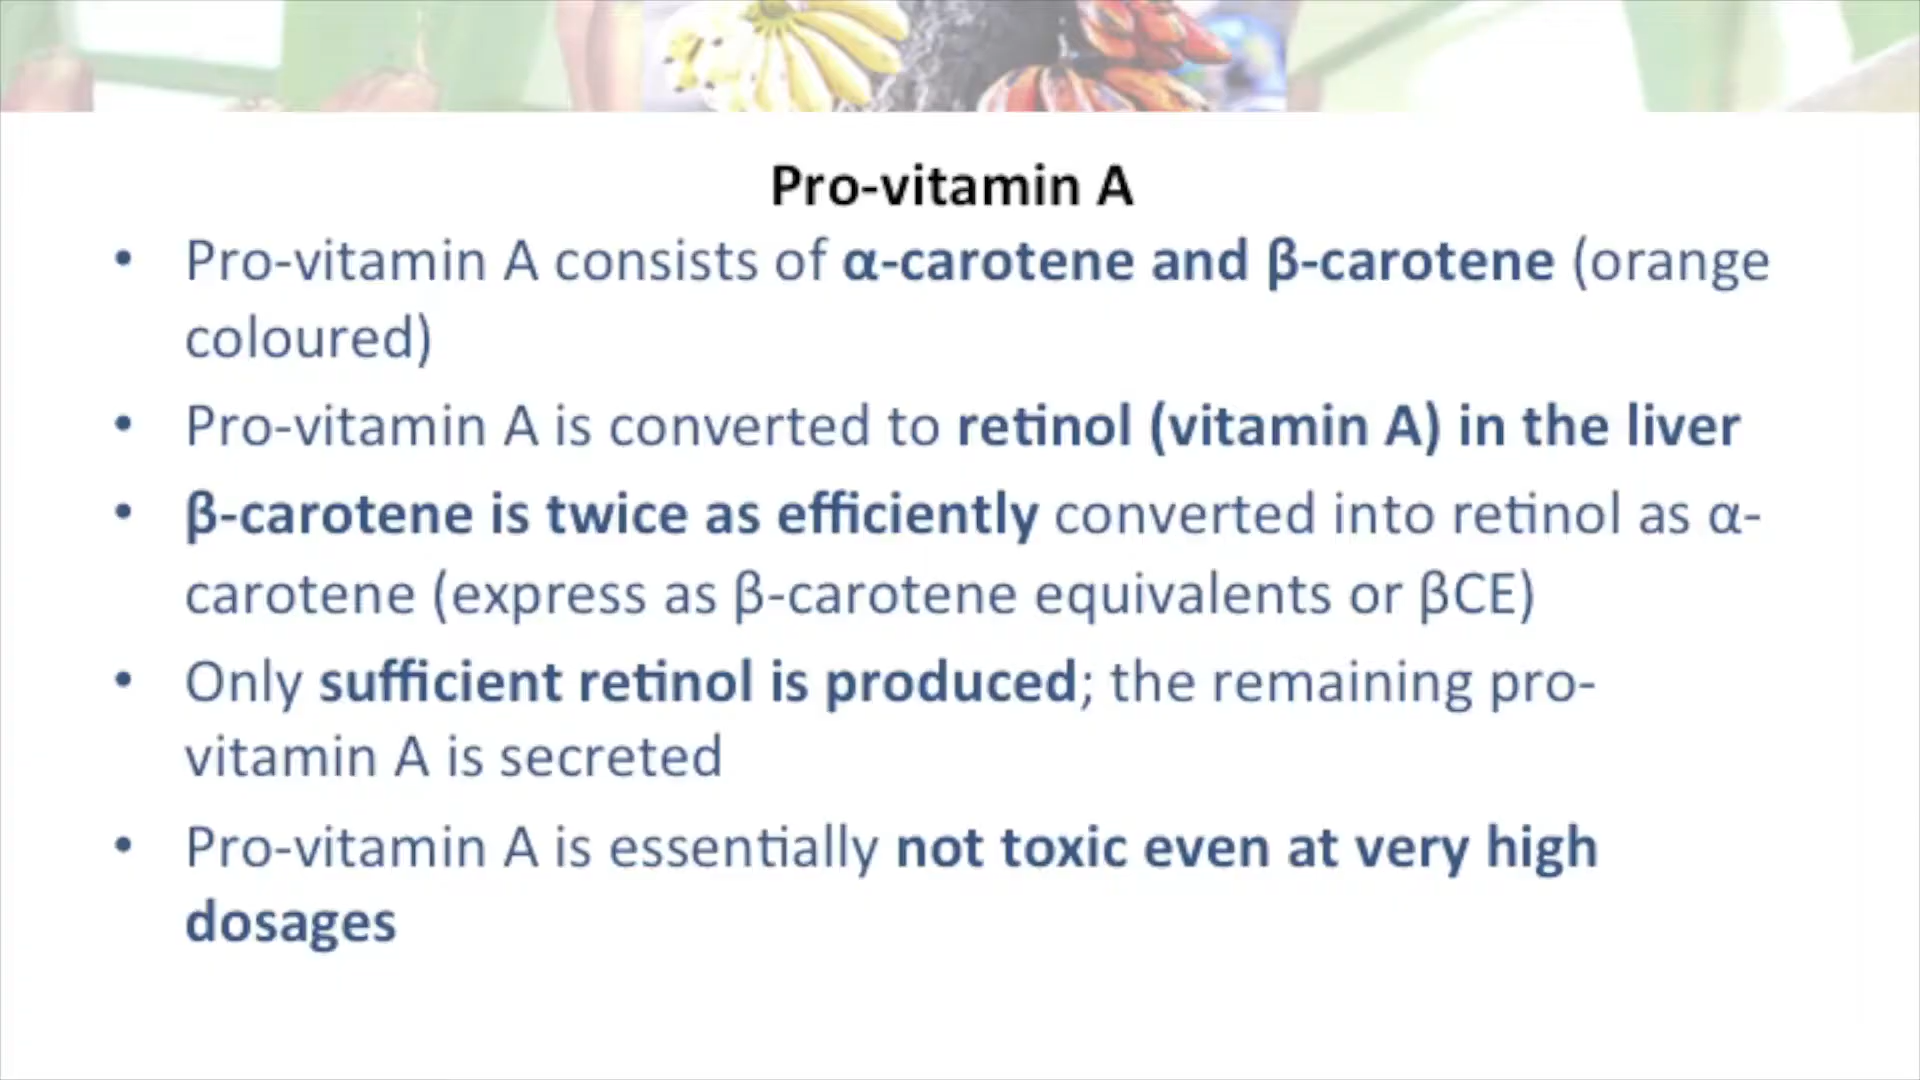 Pro-vitamin A
• Pro-vitamin A consists of α-carotene and β-carotene (orange
coloured)
• Pro-vitamin A is converted to retinol (vitamin A) in the liver
• β-carotene is twice as efficiently converted into retinol as α-
carotene (express as β-carotene equivalents or βCE)
• Only sufficient retinol is produced; the remaining pro-
vitamin A is secreted
• Pro-vitamin A is essentially not toxic even at very high
dosages